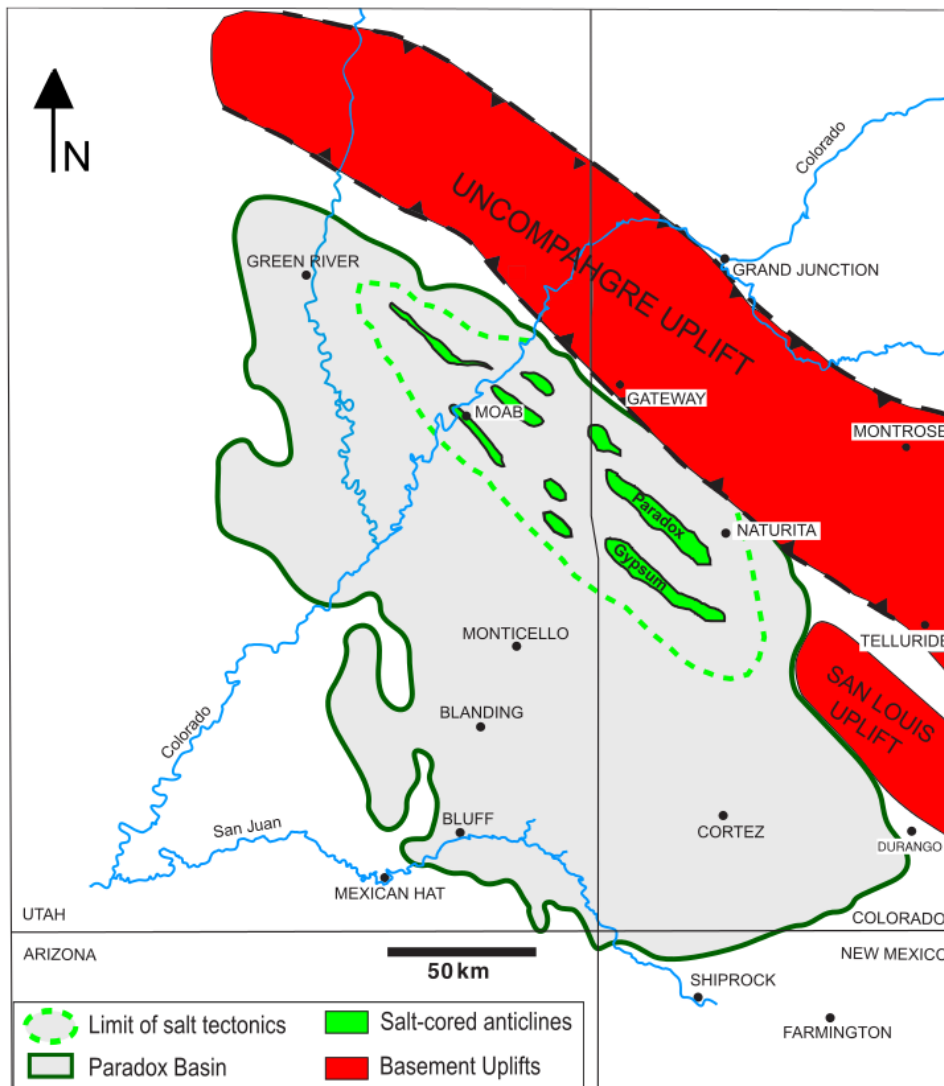 N
Colorado
UNCOMPAHGRE UPLIFT
GRAND JUNCTION
GREEN RIVER
GATEWAY
MOAB
MONTROSE
Paradox
NATURITA
Gypsum
MONTICELLO
TELLURIDE
SAN LOUIS
UPLIFT
BLANDING
Colorado
San Juan
BLUFF
CORTEZ
DURANGO
MEXICAN HAT
UTAH
COLORADO
ARIZONA
NEW MEXICO
50 km
SHIPROCK
FARMINGTON
Limit of salt tectonics
Salt-cored anticlines
Paradox Basin
Basement Uplifts